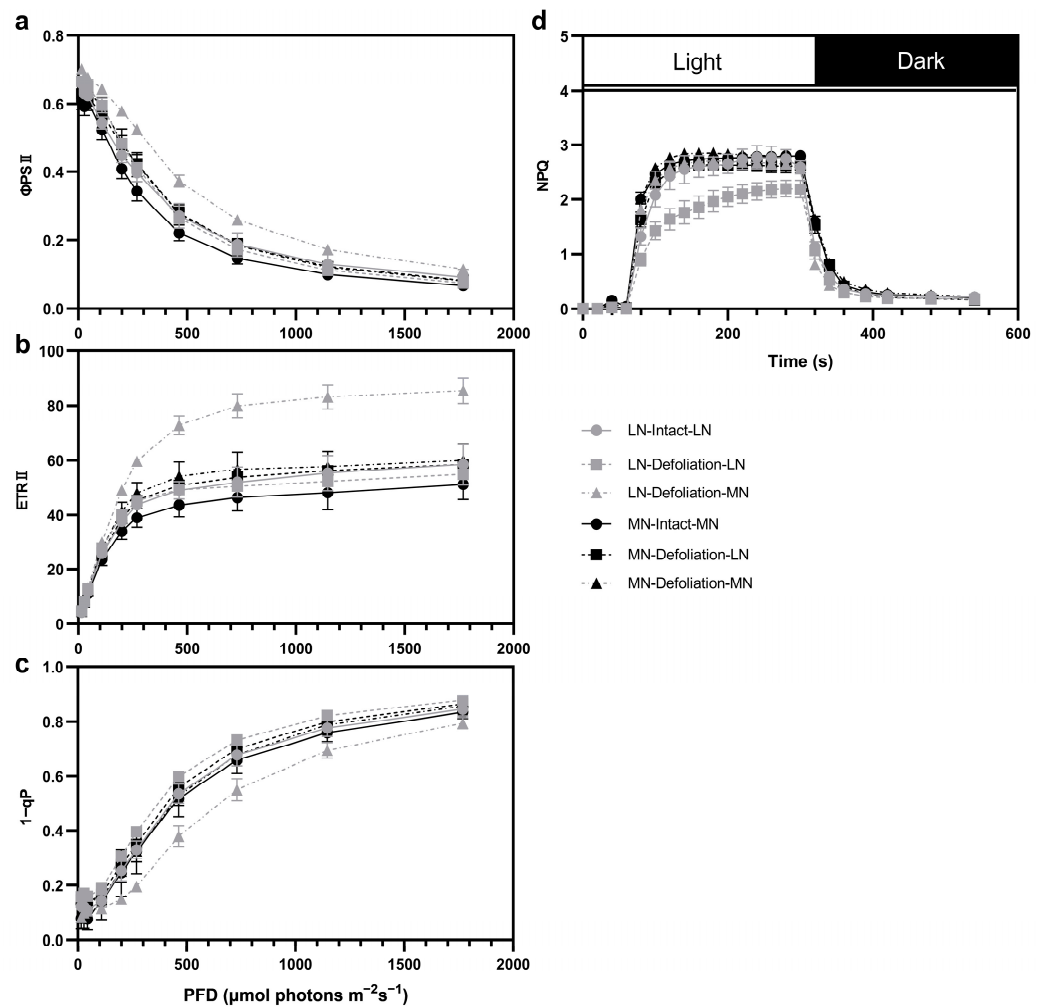 a
0.8
0.6
0.4
0.2
0.0
ΦPSⅡ
0 500 1000 1500 2000
b
100
80
60
40
20
0
ETRⅡ
0 500 1000 1500 2000
c
1.0
0.8
0.6
0.4
0.2
0.0
1−qP
0 500 1000 1500 2000
PFD (µmol photons m⁻²s⁻¹)
d
5
4
3
2
1
0
NPQ
Light Dark
0 200 400 600
Time (s)
LN-Intact-LN
LN-Defoliation-LN
LN-Defoliation-MN
MN-Intact-MN
MN-Defoliation-LN
MN-Defoliation-MN